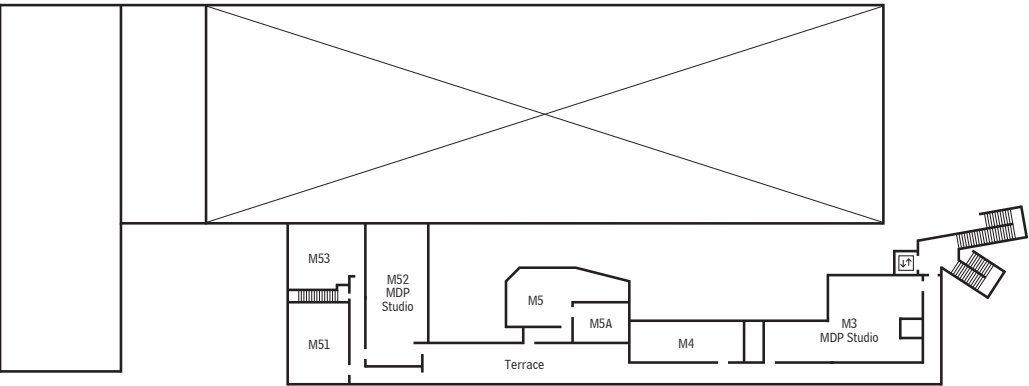 M53
M52
MDP
Studio
M5
M5A
M51
M4
M3
MDP Studio
Terrace